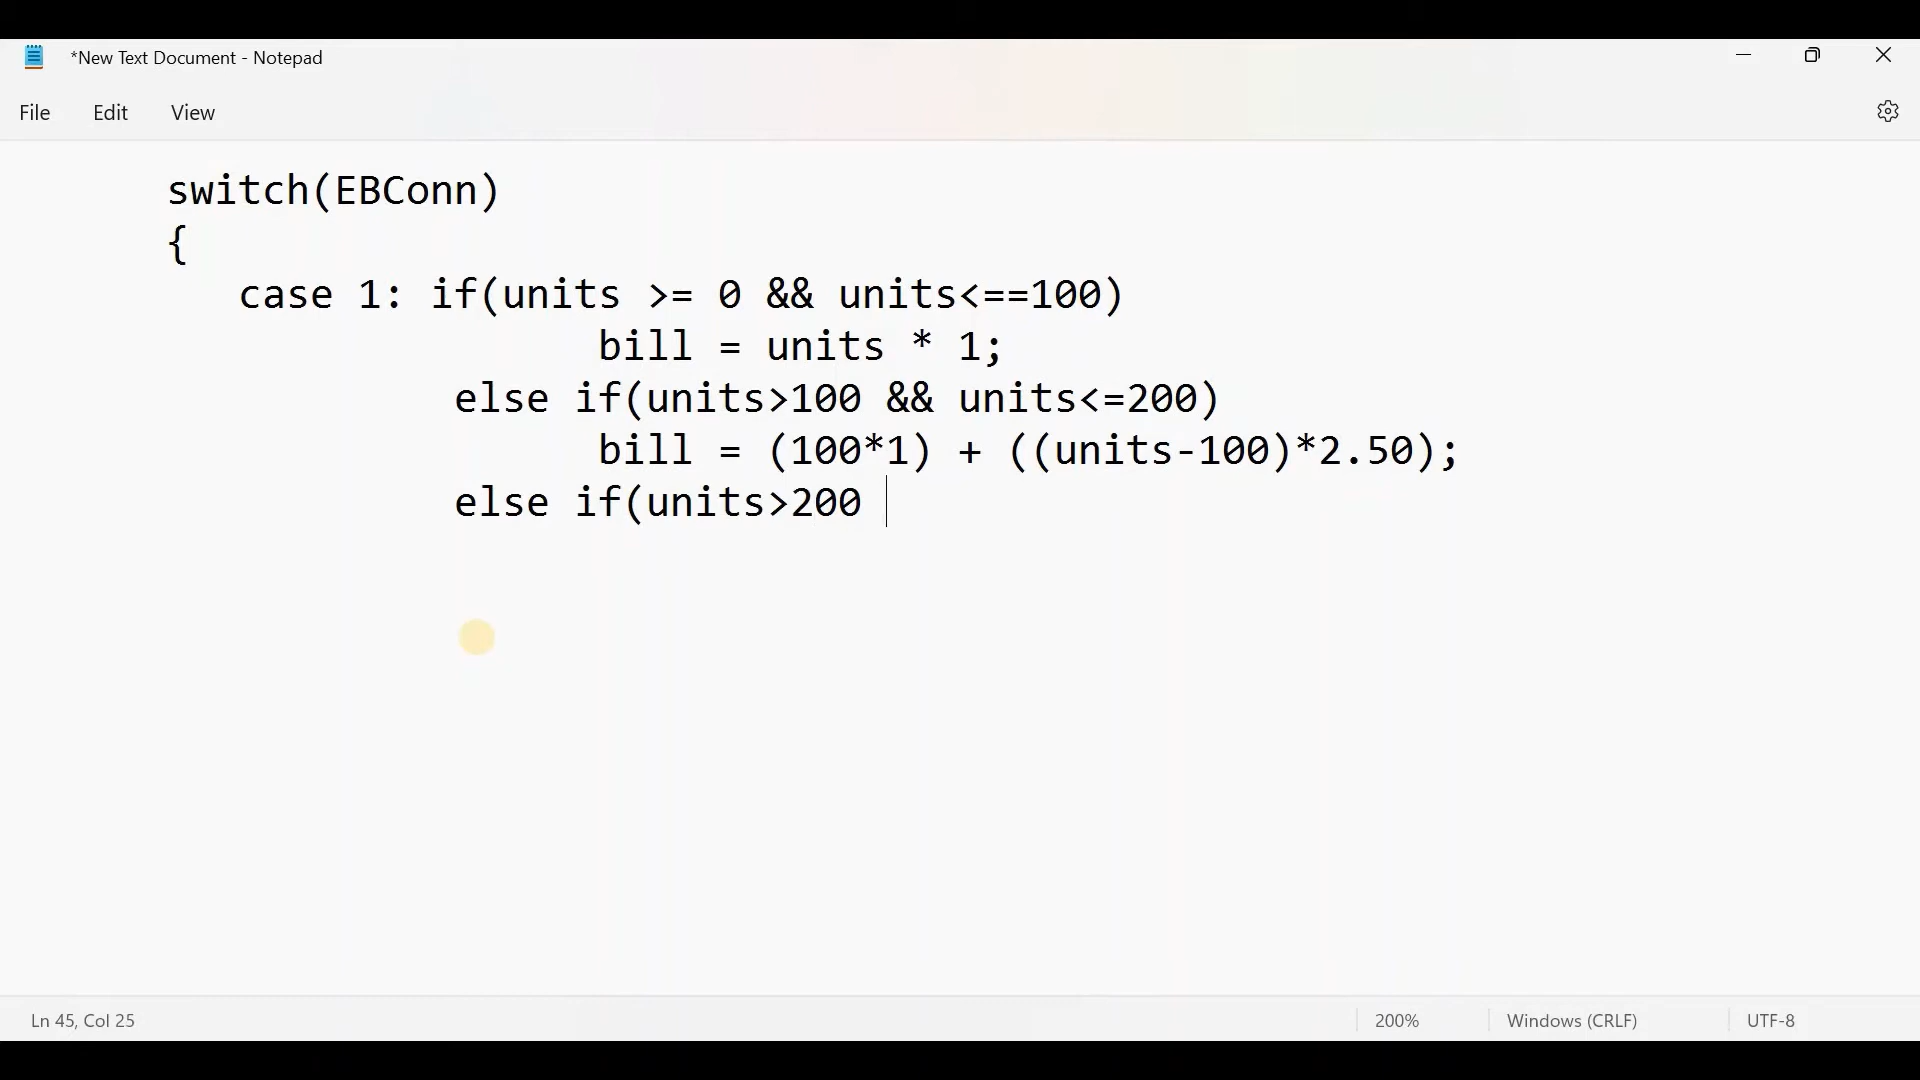 *New Text Document - Notepad
File Edit View
switch(EBConn)
{
case 1: if(units >= 0 && units<==100)
bill = units * 1;
else if(units>100 && units<=200)
bill = (100*1) + ((units-100)*2.50);
else if(units>200
Ln 45, Col 25 200% Windows (CRLF) UTF-8